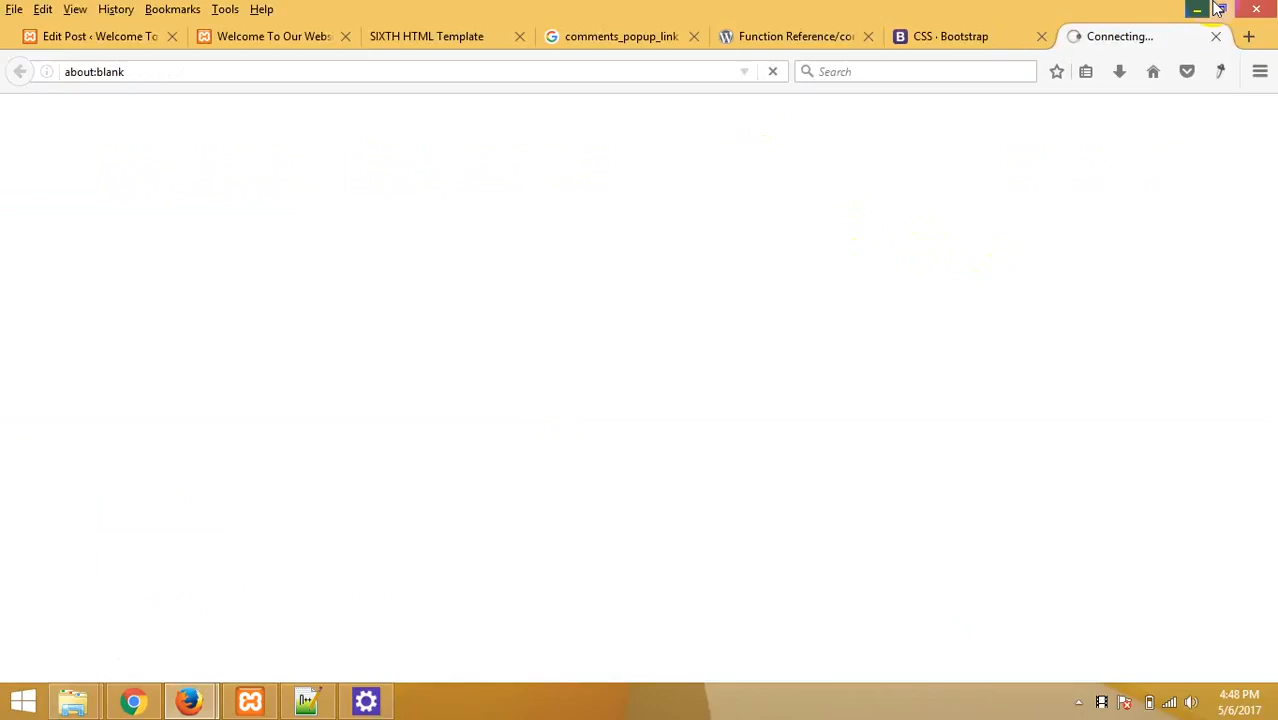 File Edit View History Bookmarks Tools Help
Edit Post ‹ Welcome To
Welcome To Our Webs
SIXTH HTML Template
comments_popup_link
Function Reference/co
CSS · Bootstrap
Connecting...
about:blank
Search
4:48 PM
5/6/2017